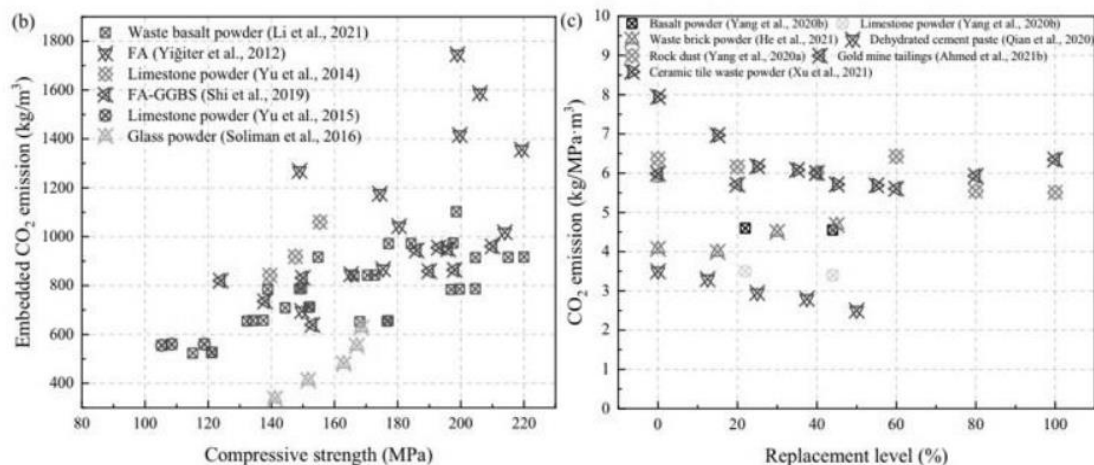 (b)
Embedded CO2 emission (kg/m3)
1800
1600
1400
1200
1000
800
600
400
Waste basalt powder (Li et al., 2021)
FA (Yiğiter et al., 2012)
Limestone powder (Yu et al., 2014)
FA-GGBS (Shi et al., 2019)
Limestone powder (Yu et al., 2015)
Glass powder (Soliman et al., 2016)
80 100 120 140 160 180 200 220
Compressive strength (MPa)
(c)
CO2 emission (kg/MPa·m3)
10
9
8
7
6
5
4
3
2
1
0
Basalt powder (Yang et al., 2020b) Limestone powder (Yang et al., 2020b)
Waste brick powder (He et al., 2021) Dehydrated cement paste (Qian et al., 2020)
Rock dust (Yang et al., 2020a) Gold mine tailings (Ahmed et al., 2021b)
Ceramic tile waste powder (Xu et al., 2021)
0 20 40 60 80 100
Replacement level (%)